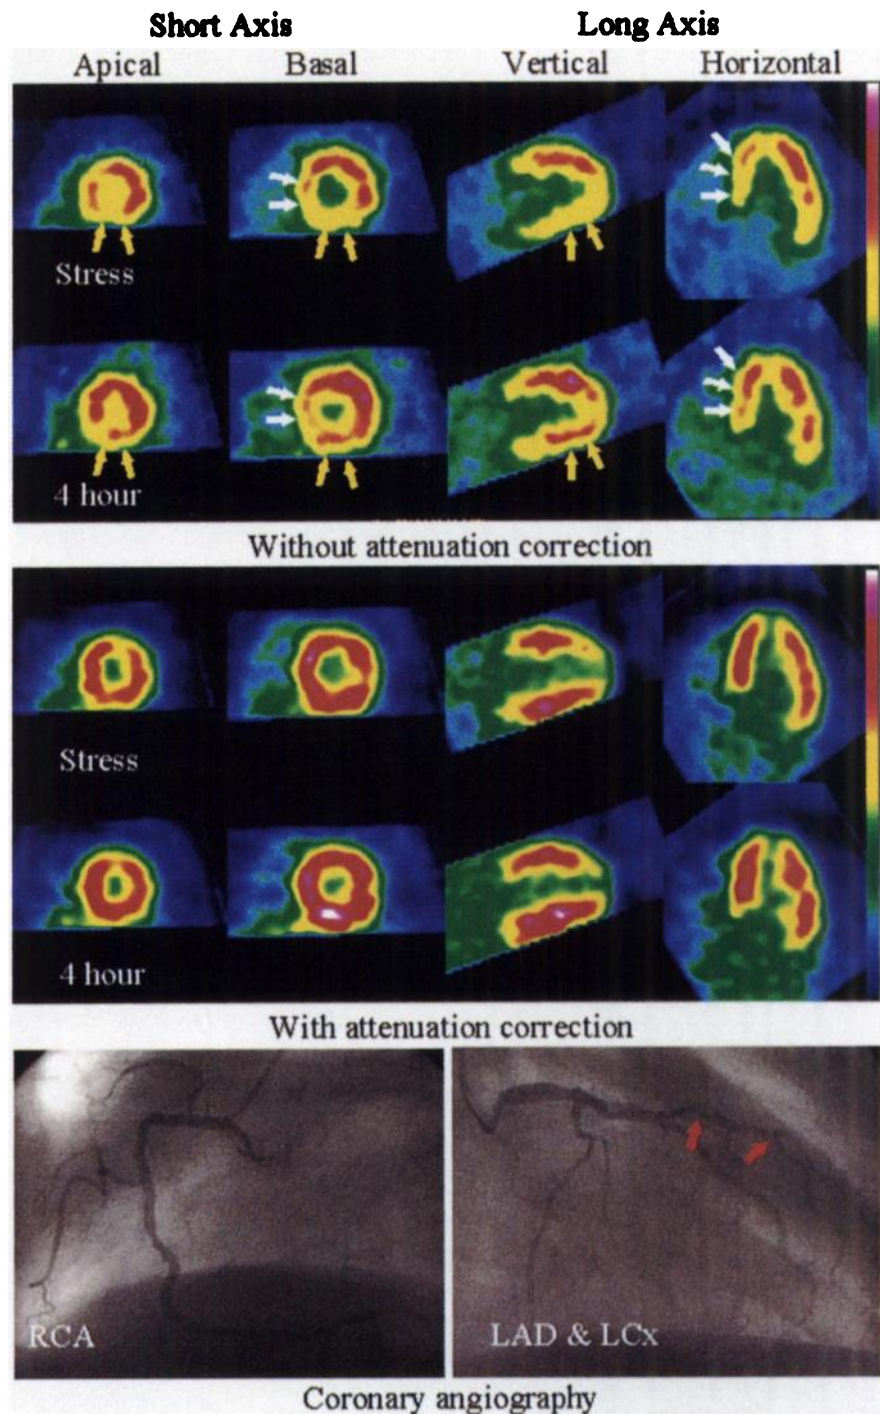 Short Axis Long Axis
Apical Basal Vertical Horizontal
Stress
4 hour
Without attenuation correction
Stress
4 hour
With attenuation correction
RCA LAD & LCx
Coronary angiography